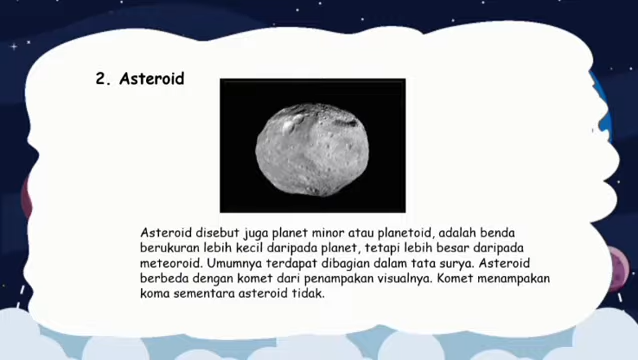 2. Asteroid
Asteroid disebut juga planet minor atau planetoid, adalah benda
berukuran lebih kecil daripada planet, tetapi lebih besar daripada
meteoroid. Umumnya terdapat dibagian dalam tata surya. Asteroid
berbeda dengan komet dari penampakan visualnya. Komet menampakan
koma sementara asteroid tidak.